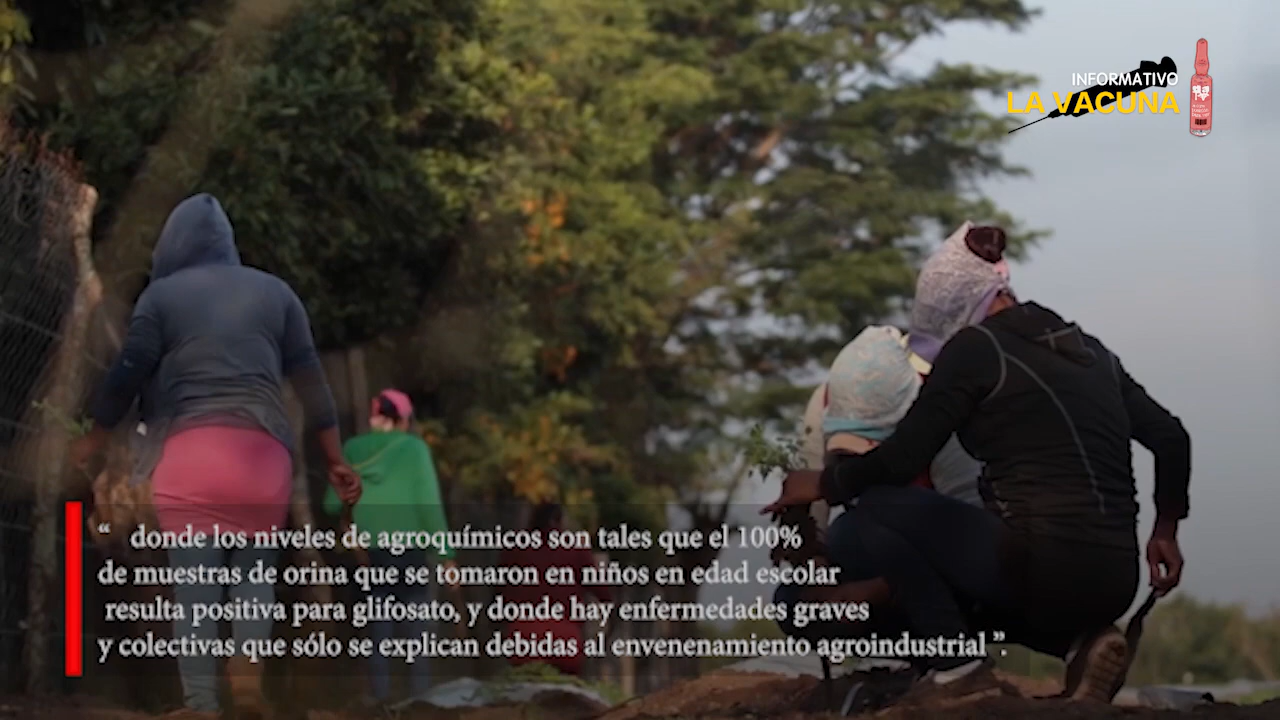 INFORMATIVO
LA VACUNA
“ donde los niveles de agroquímicos son tales que el 100%
de muestras de orina que se tomaron en niños en edad escolar
resulta positiva para glifosato, y donde hay enfermedades graves
y colectivas que sólo se explican debidas al envenenamiento agroindustrial ”.